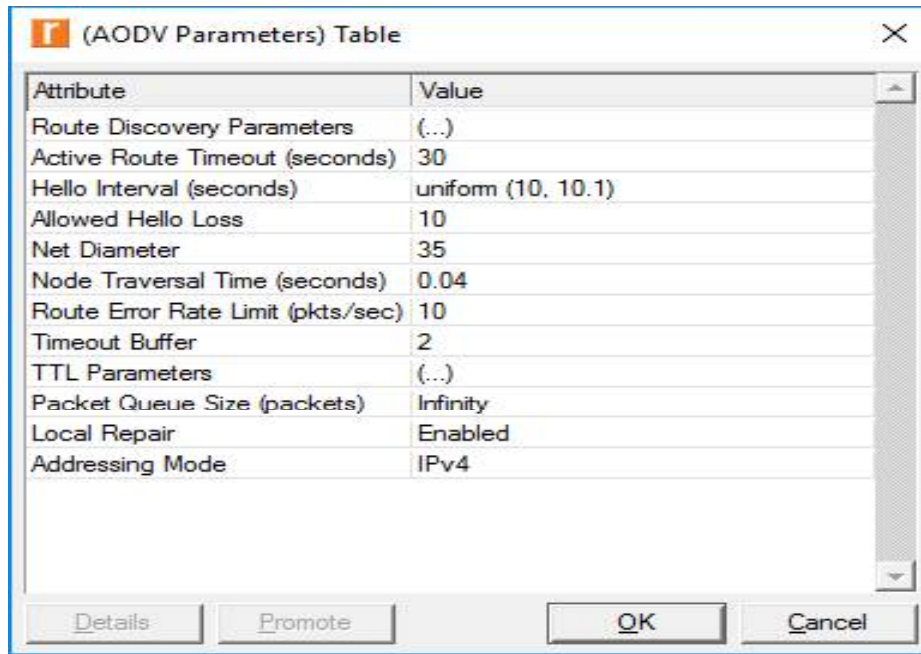 (AODV Parameters) Table
Attribute Value
Route Discovery Parameters (...)
Active Route Timeout (seconds) 30
Hello Interval (seconds) uniform (10, 10.1)
Allowed Hello Loss 10
Net Diameter 35
Node Traversal Time (seconds) 0.04
Route Error Rate Limit (pkts/sec) 10
Timeout Buffer 2
TTL Parameters (...)
Packet Queue Size (packets) Infinity
Local Repair Enabled
Addressing Mode IPv4
Details Promote OK Cancel